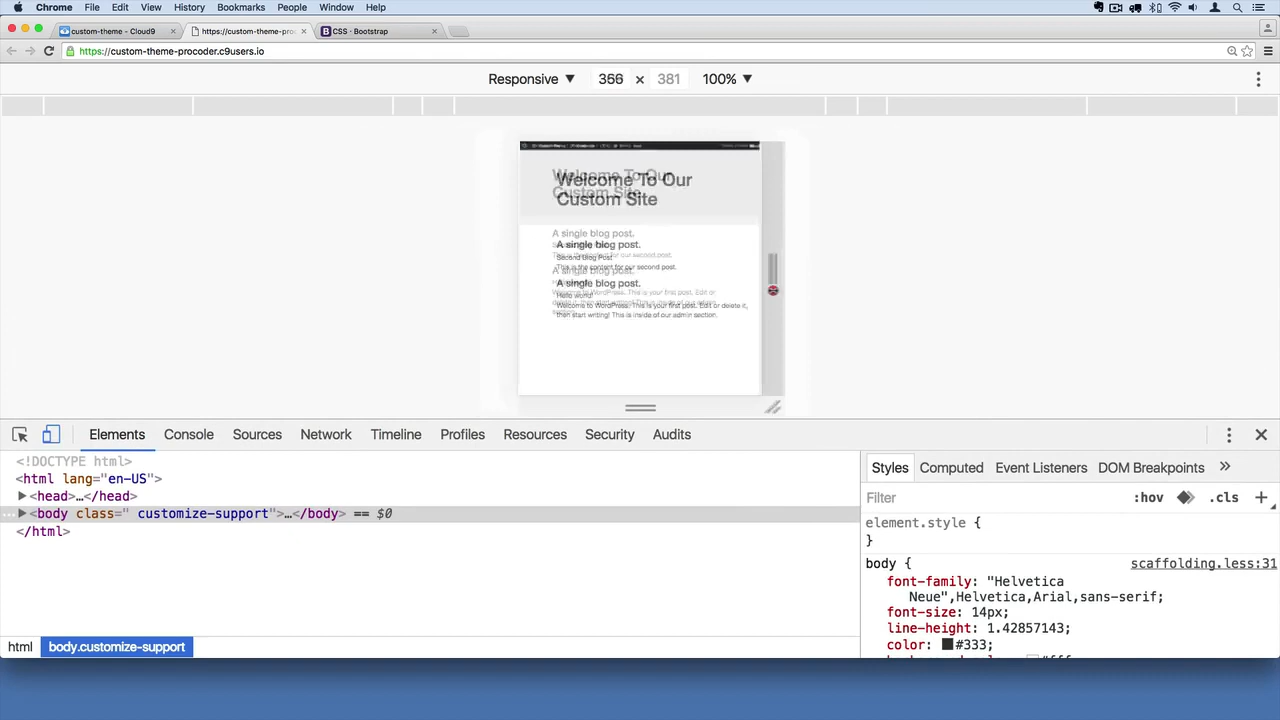 Chrome File Edit View History Bookmarks People Window Help
custom-theme - Cloud9 https://custom-theme-proco CSS · Bootstrap
https://custom-theme-procoder.c9users.io
Responsive ▼ × 381 100% ▼
Welcome To Our
Custom Site
A single blog post.
A single blog post.
Second Blog Post
This is the content for our second post.
A single blog post.
Hello world!
Welcome to WordPress. This is your first post. Edit or delete it,
then start writing! This is inside of our admin section.
Elements Console Sources Network Timeline Profiles Resources Security Audits
<!DOCTYPE html>
<html lang="en-US">
▶<head>…</head>
…▶<body class=" customize-support">…</body> == $0
</html>
html body.customize-support
Styles Computed Event Listeners DOM Breakpoints »
Filter :hov .cls +
element.style {
}
body { scaffolding.less:31
font-family: "Helvetica
Neue",Helvetica,Arial,sans-serif;
font-size: 14px;
line-height: 1.42857143;
color: #333;